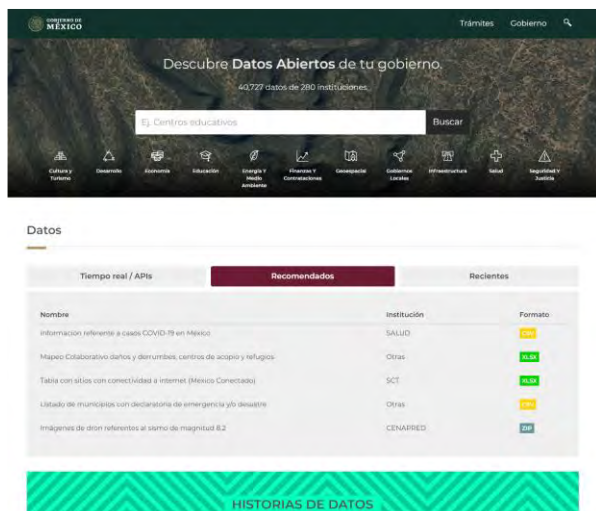 GOBIERNO DE
MÉXICO
Trámites Gobierno
Descubre Datos Abiertos de tu gobierno.
40,727 datos de 280 instituciones
Ej. Centros educativos Buscar
Cultura y Turismo
Desarrollo
Economía
Educación
Energía Y Medio Ambiente
Finanzas Y Contrataciones
Geoespacial
Gobiernos Locales
Infraestructura
Salud
Seguridad Y Justicia
Datos
Tiempo real / APIs Recomendados Recientes
Nombre Institución Formato
Información referente a casos COVID-19 en México SALUD CSV
Mapeo Colaborativo daños y derrumbes, centros de acopio y refugios Otras XLSX
Tabla con sitios con conectividad a internet (México Conectado) SCT XLSX
Listado de municipios con declaratoria de emergencia y/o desastre Otras CSV
Imágenes de dron referentes al sismo de magnitud 8.2 CENAPRED ZIP
HISTORIAS DE DATOS